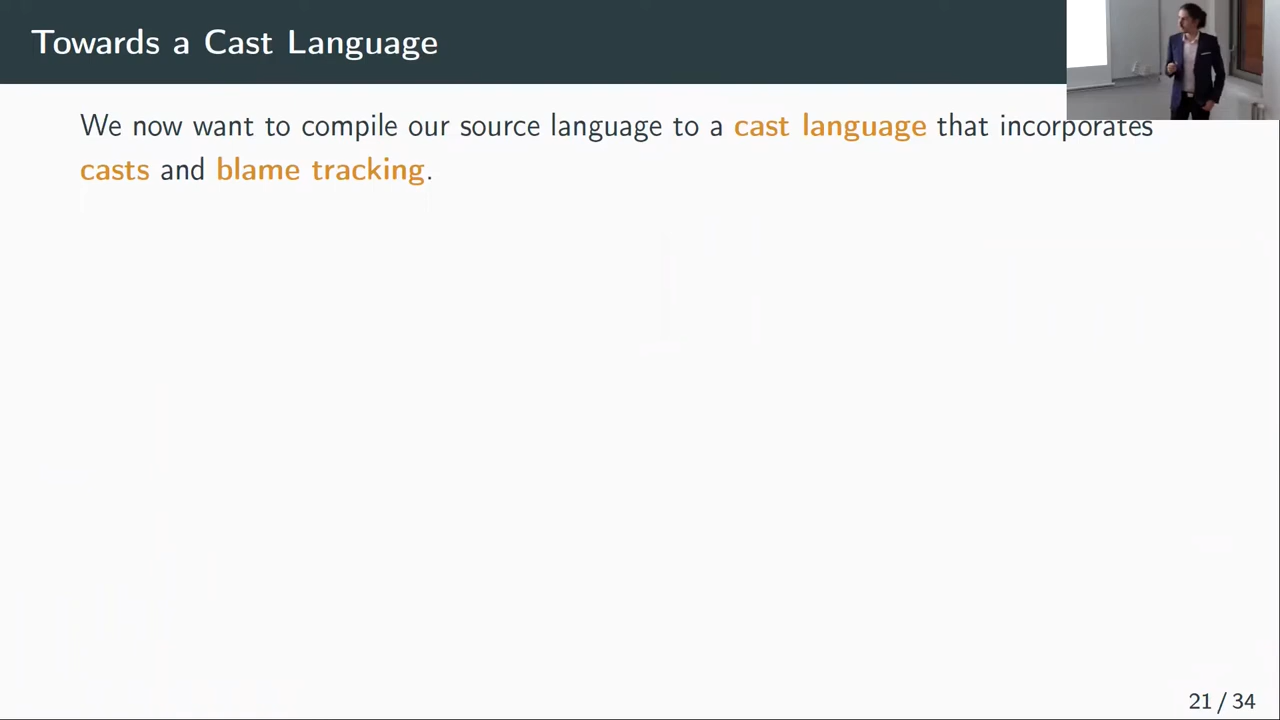 Towards a Cast Language
We now want to compile our source language to a cast language that incorporates
casts and blame tracking.
21 / 34